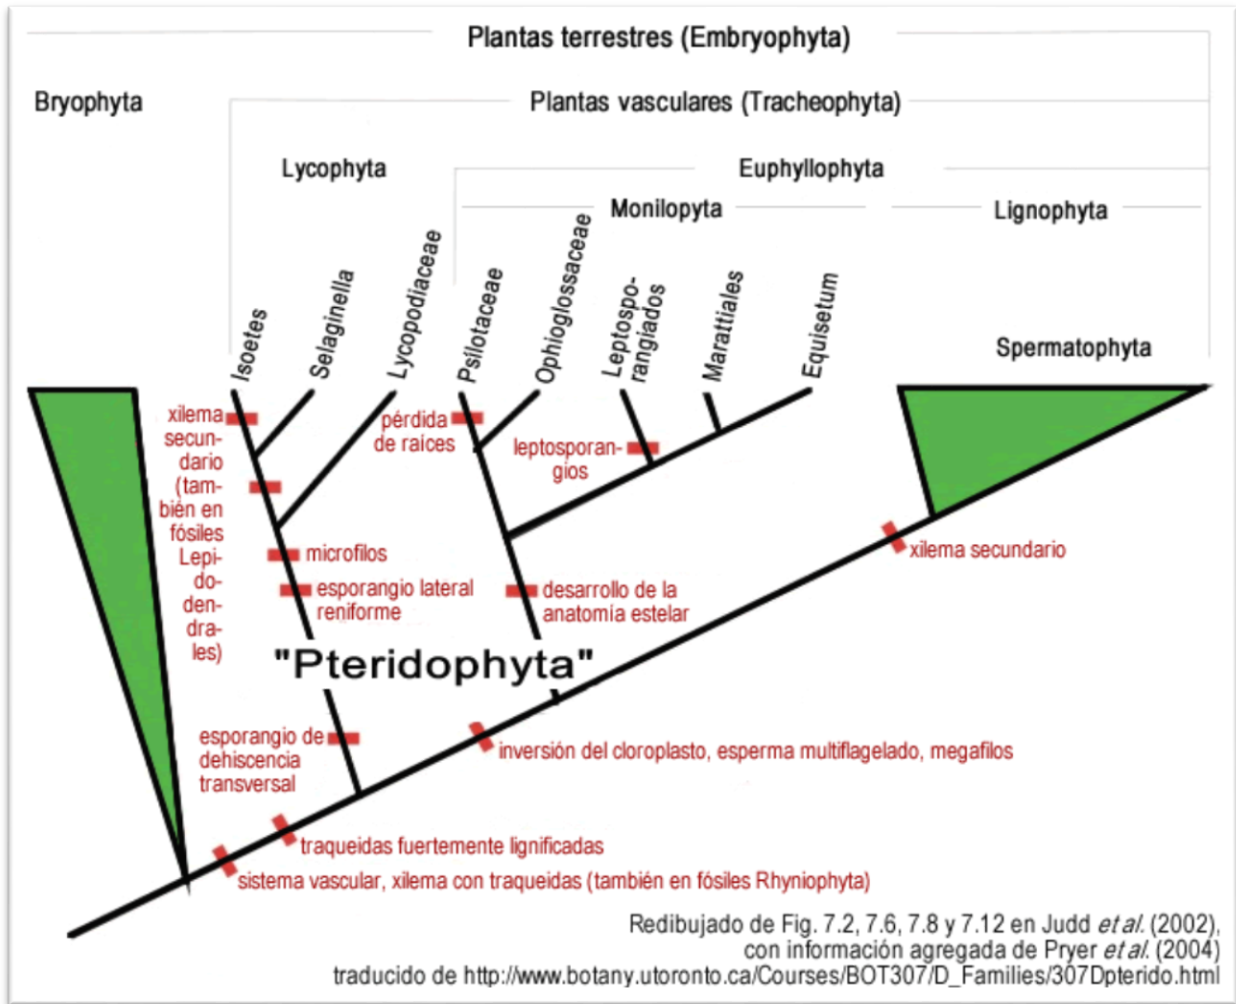 Plantas terrestres (Embryophyta)
Bryophyta
Plantas vasculares (Tracheophyta)
Lycophyta
Euphyllophyta
Monilopyta
Lignophyta
Isoetes
Selaginella
Lycopodiaceae
Psilotaceae
Ophioglossaceae
Leptospo-
rangiados
Marattiales
Equisetum
Spermatophyta
xilema
secun-
dario
(tam-
bién en
fósiles
Lepi-
do-
den-
dra-
les)
pérdida
de raíces
leptosporan-
gios
microfilos
esporangio lateral
reniforme
desarrollo de la
anatomía estelar
xilema secundario
"Pteridophyta"
esporangio de
dehiscencia
transversal
inversión del cloroplasto, esperma multiflagelado, megafilos
traqueidas fuertemente lignificadas
sistema vascular, xilema con traqueidas (también en fósiles Rhyniophyta)
Redibujado de Fig. 7.2, 7.6, 7.8 y 7.12 en Judd et al. (2002),
con información agregada de Pryer et al. (2004)
traducido de http://www.botany.utoronto.ca/Courses/BOT307/D_Families/307Dpterido.html